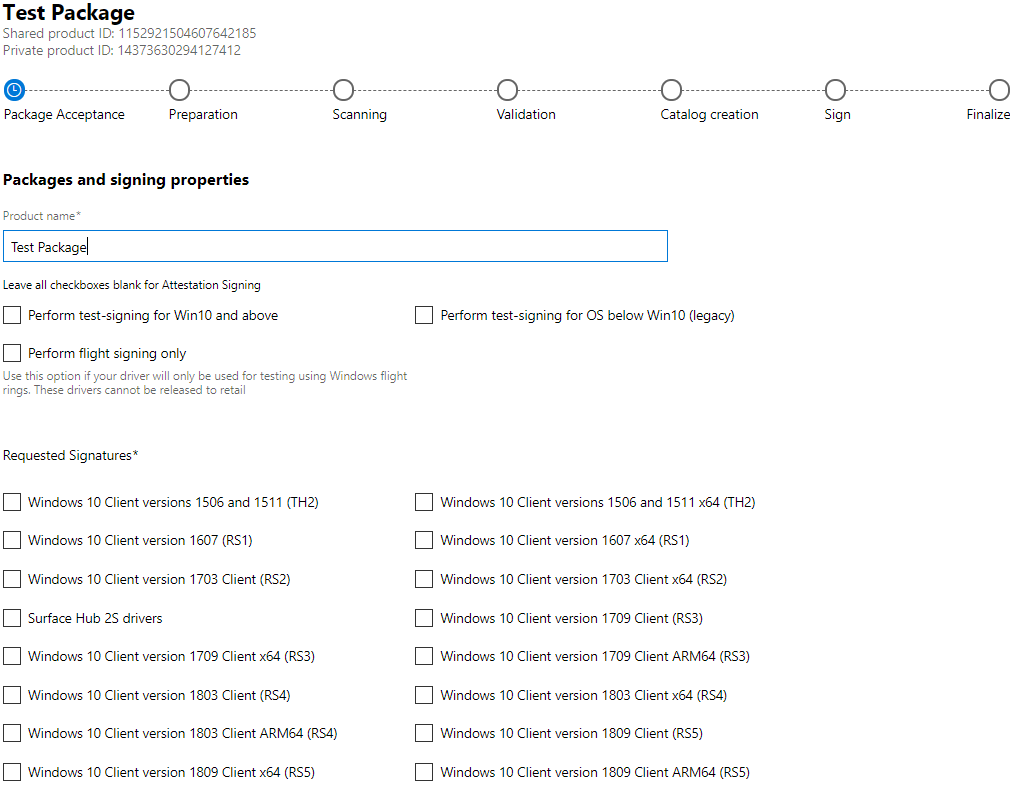 Test Package
Shared product ID: 1152921504607642185
Private product ID: 14373630294127412
Package Acceptance
Preparation
Scanning
Validation
Catalog creation
Sign
Finalize
Packages and signing properties
Product name*
Test Package
Leave all checkboxes blank for Attestation Signing
Perform test-signing for Win10 and above
Perform test-signing for OS below Win10 (legacy)
Perform flight signing only
Use this option if your driver will only be used for testing using Windows flight
rings. These drivers cannot be released to retail
Requested Signatures*
Windows 10 Client versions 1506 and 1511 (TH2)
Windows 10 Client versions 1506 and 1511 x64 (TH2)
Windows 10 Client version 1607 (RS1)
Windows 10 Client version 1607 x64 (RS1)
Windows 10 Client version 1703 Client (RS2)
Windows 10 Client version 1703 Client x64 (RS2)
Surface Hub 2S drivers
Windows 10 Client version 1709 Client (RS3)
Windows 10 Client version 1709 Client x64 (RS3)
Windows 10 Client version 1709 Client ARM64 (RS3)
Windows 10 Client version 1803 Client (RS4)
Windows 10 Client version 1803 Client x64 (RS4)
Windows 10 Client version 1803 Client ARM64 (RS4)
Windows 10 Client version 1809 Client (RS5)
Windows 10 Client version 1809 Client x64 (RS5)
Windows 10 Client version 1809 Client ARM64 (RS5)